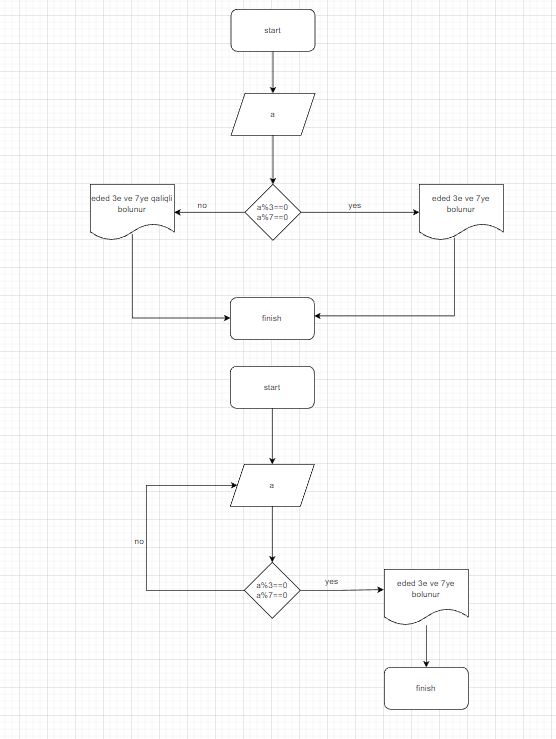 start
a
no
a%3==0
a%7==0
yes
eded 3e ve 7ye qaliqli
bolunur
eded 3e ve 7ye
bolunur
finish
start
a
no
a%3==0
a%7==0
yes
eded 3e ve 7ye
bolunur
finish